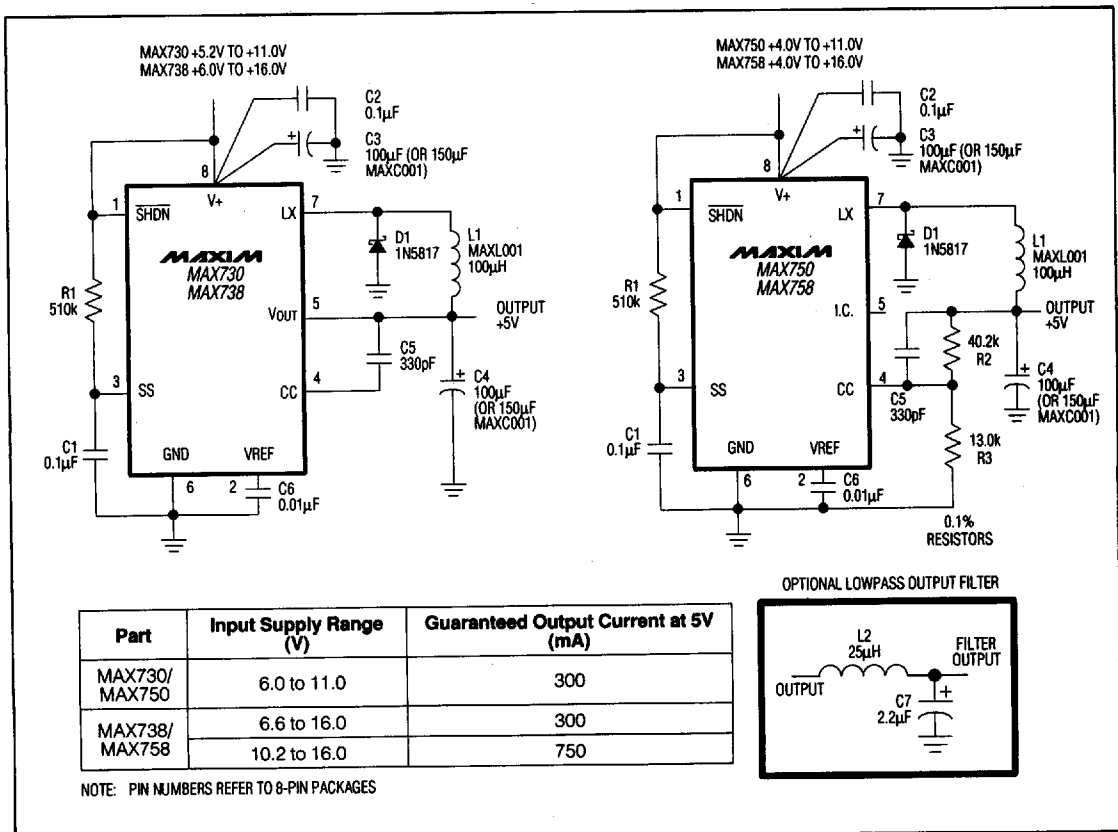 MAX730 +5.2V TO +11.0V
MAX738 +6.0V TO +16.0V
C2
0.1µF
C3
100µF (OR 150µF
MAXC001)
8
V+
1
SHDN
LX
7
MAXIM
MAX730
MAX738
D1
1N5817
L1
MAXL001
100µH
R1
510k
VOUT
5
OUTPUT
+5V
C5
330pF
3
SS
CC
4
C4
100µF
(OR 150µF
MAXC001)
C1
0.1µF
GND
VREF
6
2
C6
0.01µF
MAX750 +4.0V TO +11.0V
MAX758 +4.0V TO +16.0V
C2
0.1µF
C3
100µF (OR 150µF
MAXC001)
8
V+
1
SHDN
LX
7
MAXIM
MAX750
MAX758
D1
1N5817
L1
MAXL001
100µH
R1
510k
I.C.
5
OUTPUT
+5V
40.2k
R2
3
SS
CC
4
C5
330pF
C4
100µF
(OR 150µF
MAXC001)
C1
0.1µF
GND
VREF
13.0k
R3
6
2
C6
0.01µF
0.1%
RESISTORS
Part Input Supply Range (V) Guaranteed Output Current at 5V (mA)
MAX730/
MAX750 6.0 to 11.0 300
MAX738/
MAX758 6.6 to 16.0 300
10.2 to 16.0 750
NOTE: PIN NUMBERS REFER TO 8-PIN PACKAGES
OPTIONAL LOWPASS OUTPUT FILTER
L2
25µH
FILTER
OUTPUT
OUTPUT
C7
2.2µF